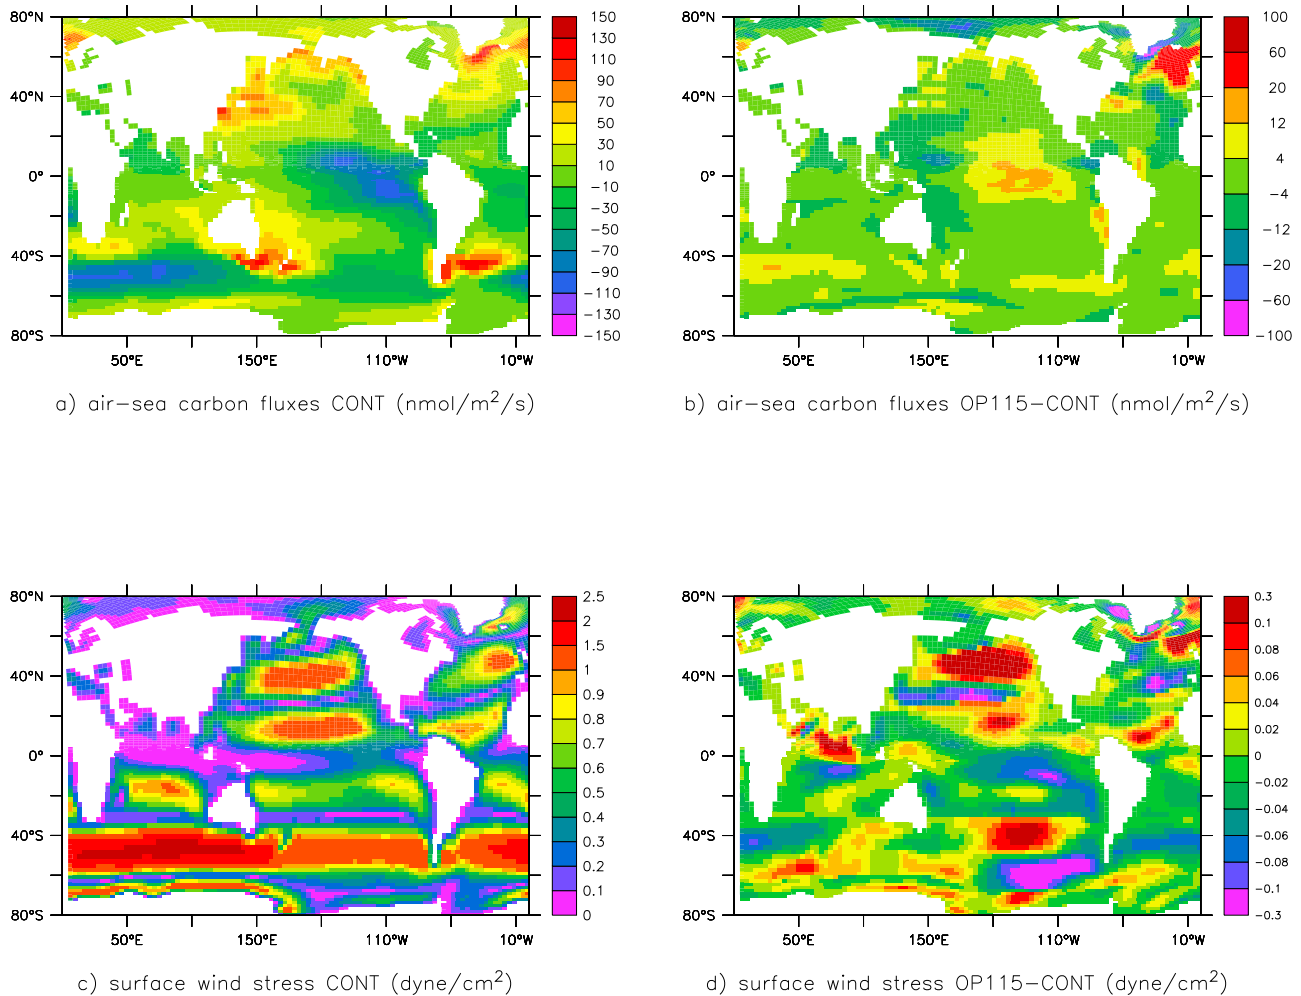 80°N
40°N
0°
40°S
80°S
50°E
150°E
110°W
10°W
150
130
110
90
70
50
30
10
−10
−30
−50
−70
−90
−110
−130
−150
a) air−sea carbon fluxes CONT (nmol/m²/s)
80°N
40°N
0°
40°S
80°S
50°E
150°E
110°W
10°W
100
60
20
12
4
−4
−12
−20
−60
−100
b) air−sea carbon fluxes OP115−CONT (nmol/m²/s)
80°N
40°N
0°
40°S
80°S
50°E
150°E
110°W
10°W
2.5
2
1.5
1
0.9
0.8
0.7
0.6
0.5
0.4
0.3
0.2
0.1
0
c) surface wind stress CONT (dyne/cm²)
80°N
40°N
0°
40°S
80°S
50°E
150°E
110°W
10°W
0.3
0.1
0.08
0.06
0.04
0.02
0
−0.02
−0.04
−0.06
−0.08
−0.1
−0.3
d) surface wind stress OP115−CONT (dyne/cm²)